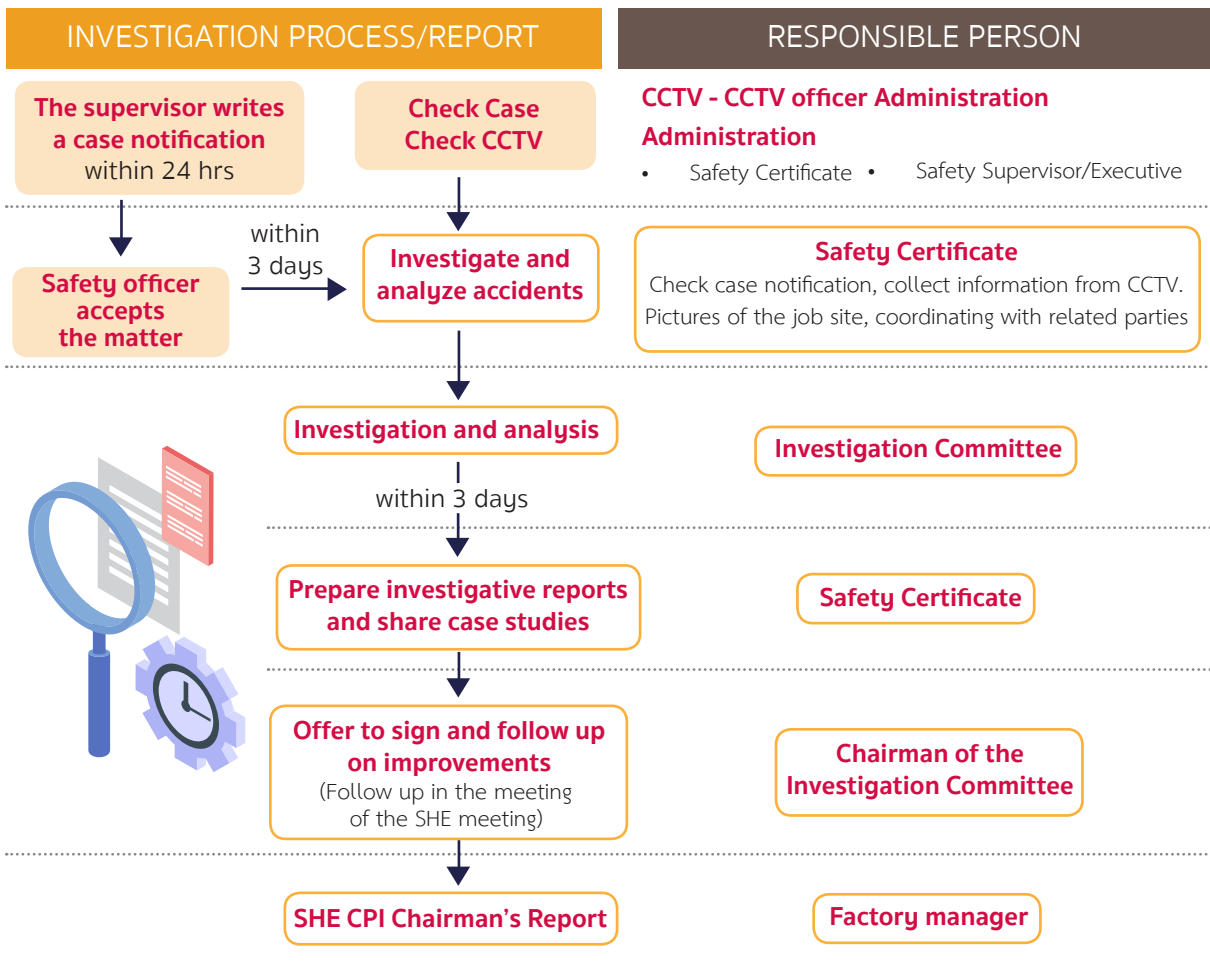 INVESTIGATION PROCESS/REPORT
RESPONSIBLE PERSON
The supervisor writes
a case notification
within 24 hrs
Check Case
Check CCTV
CCTV - CCTV officer Administration
Administration
• Safety Certificate • Safety Supervisor/Executive
Safety officer
accepts
the matter
within
3 days
Investigate and
analyze accidents
Safety Certificate
Check case notification, collect information from CCTV.
Pictures of the job site, coordinating with related parties
Investigation and analysis
Investigation Committee
within 3 days
Prepare investigative reports
and share case studies
Safety Certificate
Offer to sign and follow up
on improvements
(Follow up in the meeting
of the SHE meeting)
Chairman of the
Investigation Committee
SHE CPI Chairman's Report
Factory manager